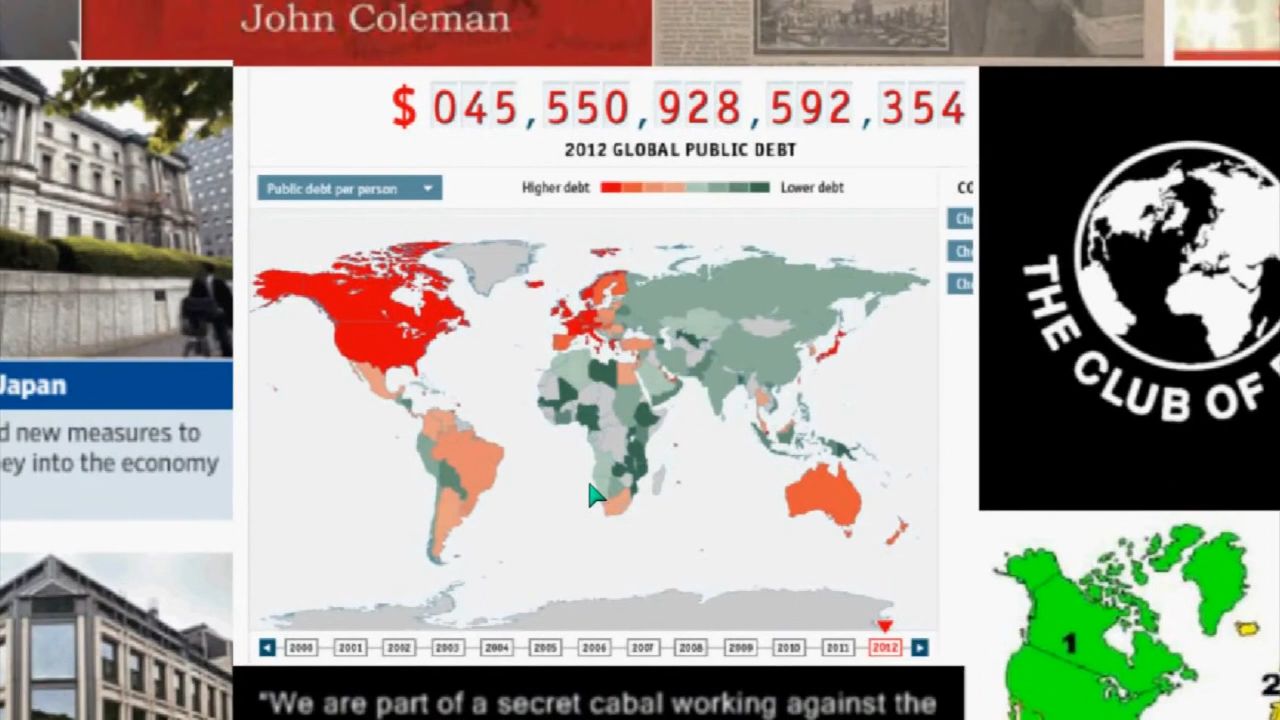 John Coleman
$ 045,550,928,592,354
2012 GLOBAL PUBLIC DEBT
Public debt per person
Higher debt
Lower debt
THE CLUB OF
Japan
d new measures to
ey into the economy
2000 2001 2002 2003 2004 2005 2006 2007 2008 2009 2010 2011 2012
1
2
"We are part of a secret cabal working against the